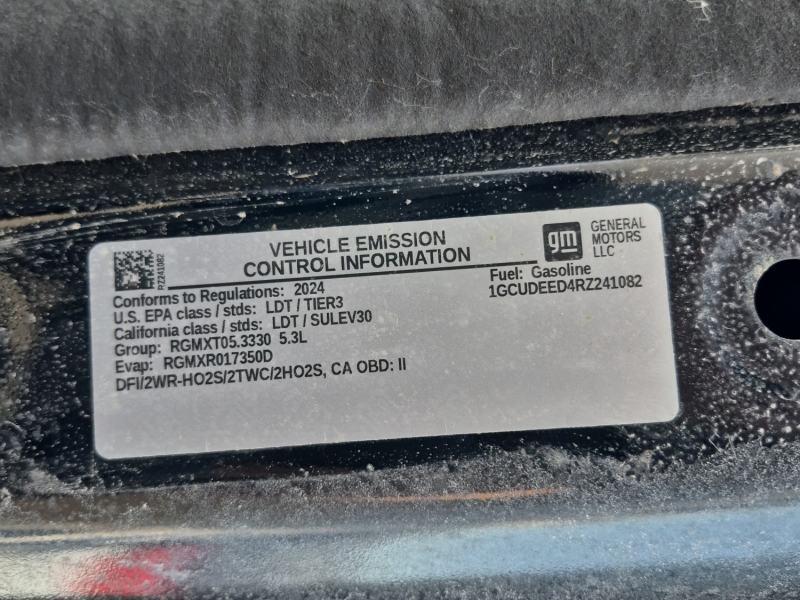 RZ241082
VEHICLE EMISSION
CONTROL INFORMATION
gm
GENERAL
MOTORS
LLC
Conforms to Regulations: 2024
U.S. EPA class / stds: LDT / TIER3
California class / stds: LDT / SULEV30
Group: RGMXT05.3330 5.3L
Evap: RGMXR017350D
DFI/2WR-HO2S/2TWC/2HO2S, CA OBD: II
Fuel: Gasoline
1GCUDEED4RZ241082